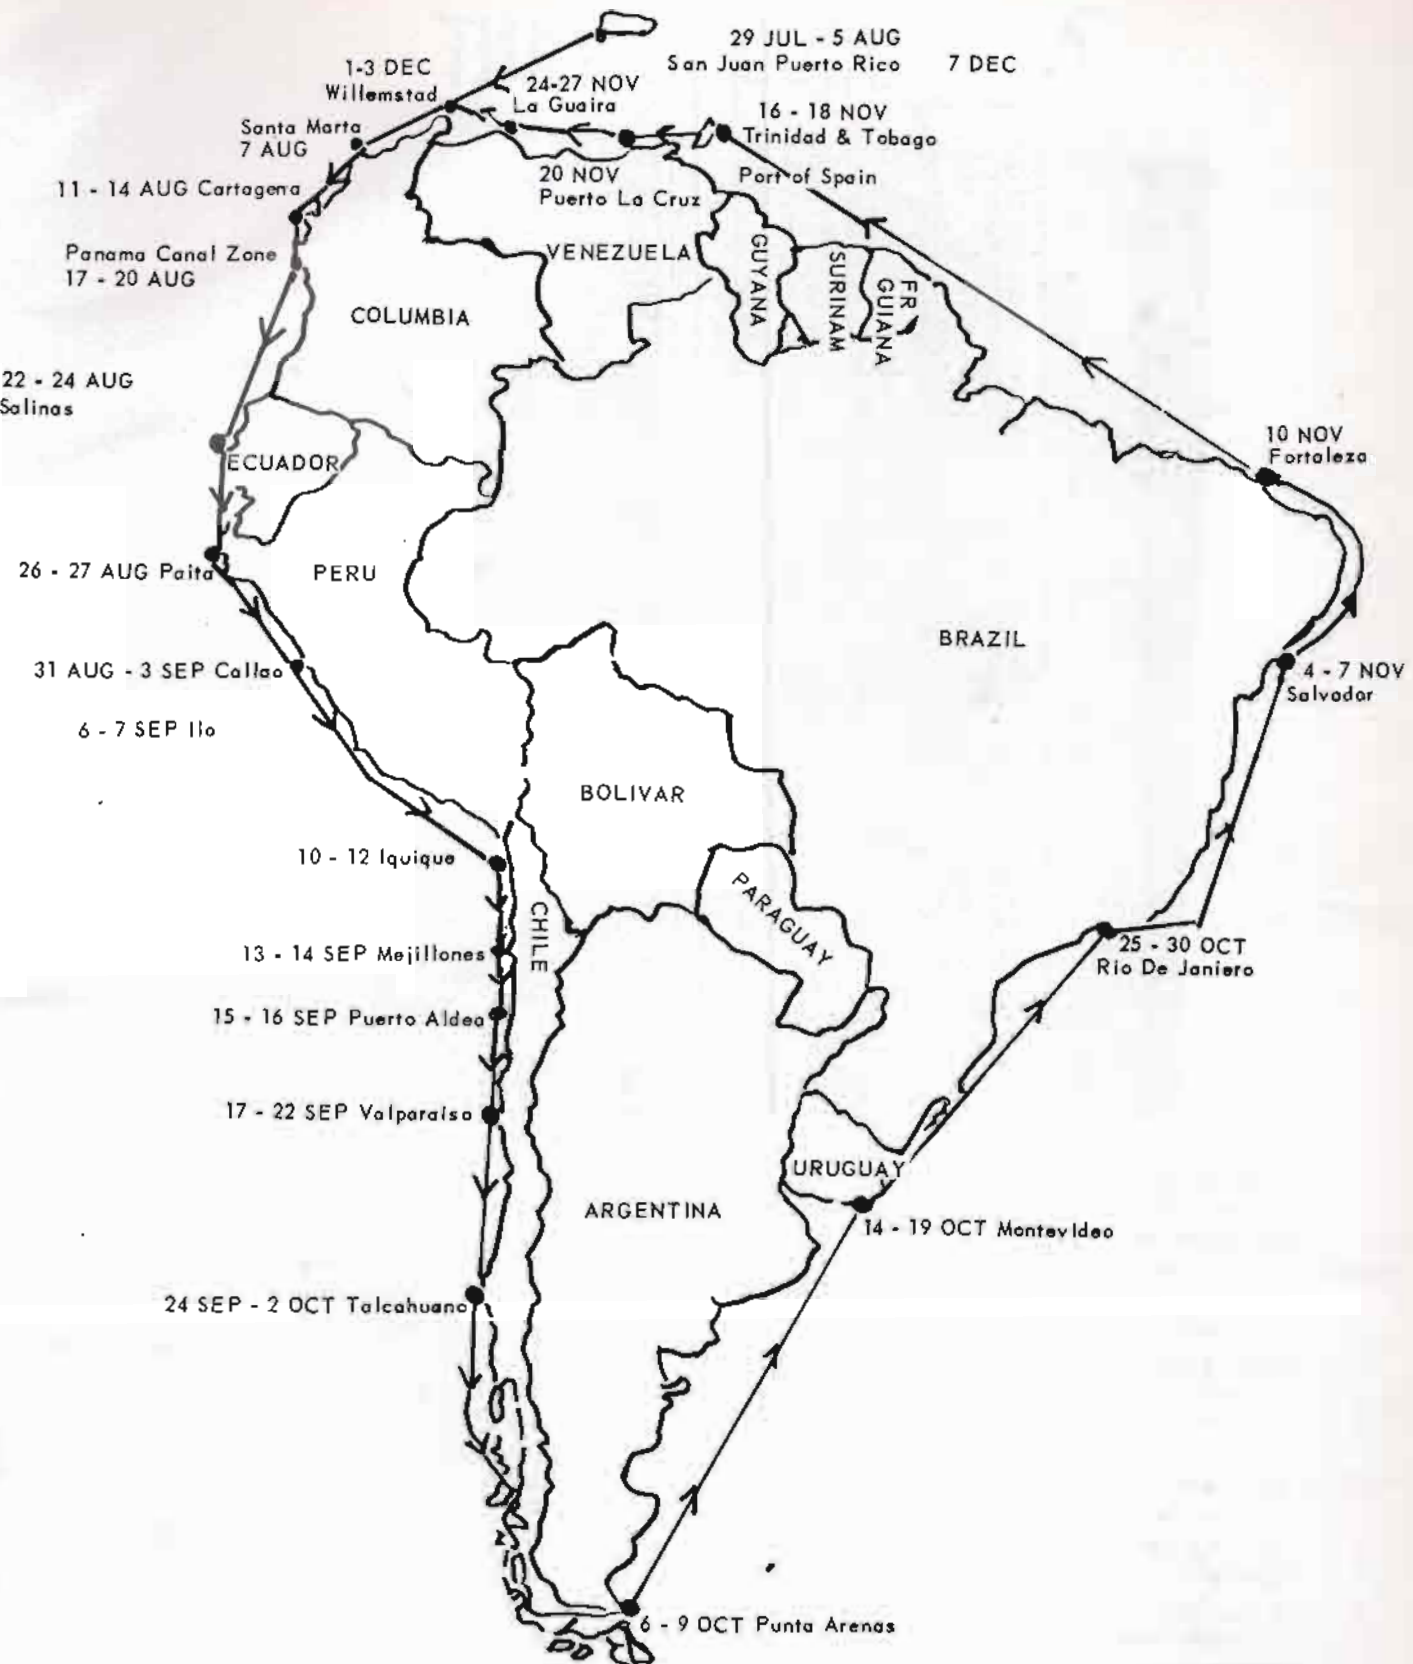 29 JUL - 5 AUG
San Juan Puerto Rico 7 DEC
1-3 DEC
Willemstad
24-27 NOV
La Guaira
16 - 18 NOV
Trinidad & Tobago
Port of Spain
Santa Marta
7 AUG
20 NOV
Puerto La Cruz
11 - 14 AUG Cartagena
Panama Canal Zone
17 - 20 AUG
VENEZUELA
GUYANA
SURINAM
FR
GUIANA
COLUMBIA
22 - 24 AUG
Salinas
ECUADOR
10 NOV
Fortaleza
26 - 27 AUG Paita
PERU
BRAZIL
31 AUG - 3 SEP Callao
4 - 7 NOV
Salvador
6 - 7 SEP Ilo
BOLIVAR
10 - 12 Iquique
PARAGUAY
CHILE
13 - 14 SEP Mejillones
25 - 30 OCT
Rio De Janiero
15 - 16 SEP Puerto Aldea
17 - 22 SEP Valparaiso
URUGUAY
ARGENTINA
14 - 19 OCT Montevideo
24 SEP - 2 OCT Talcahuano
6 - 9 OCT Punta Arenas